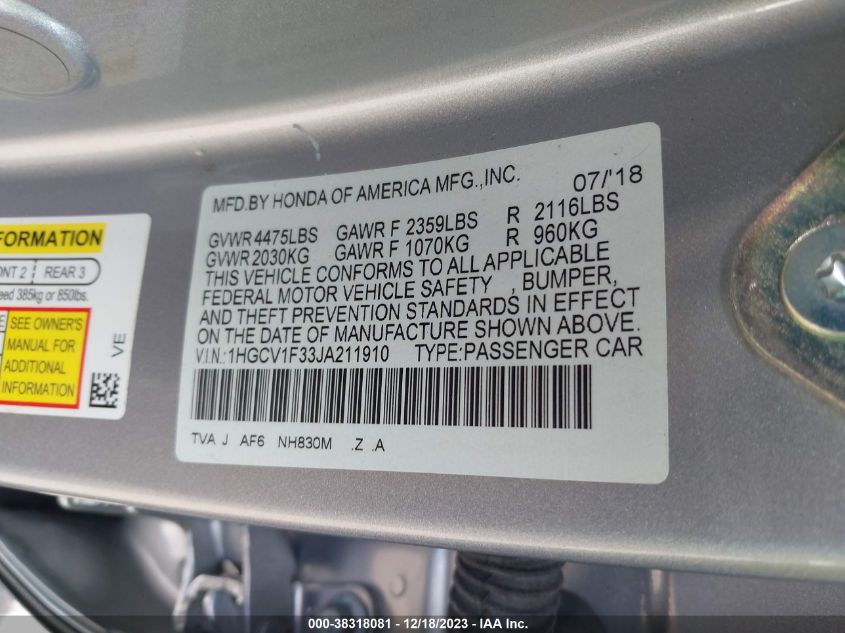 FORMATION
ONT 2 REAR 3
eed 385kg or 850lbs.
E SEE OWNER'S
MANUAL FOR
ADDITIONAL
INFORMATION
VE
MFD.BY HONDA OF AMERICA MFG.,INC. 07/'18
GVWR 4475LBS GAWR F 2359LBS R 2116LBS
GVWR 2030KG GAWR F 1070KG R 960KG
THIS VEHICLE CONFORMS TO ALL APPLICABLE
FEDERAL MOTOR VEHICLE SAFETY , BUMPER,
AND THEFT PREVENTION STANDARDS IN EFFECT
ON THE DATE OF MANUFACTURE SHOWN ABOVE.
V.I.N.:1HGCV1F33JA211910 TYPE:PASSENGER CAR
TVA J AF6 NH830M .Z .A
000-38318081 - 12/18/2023 - IAA, Inc.